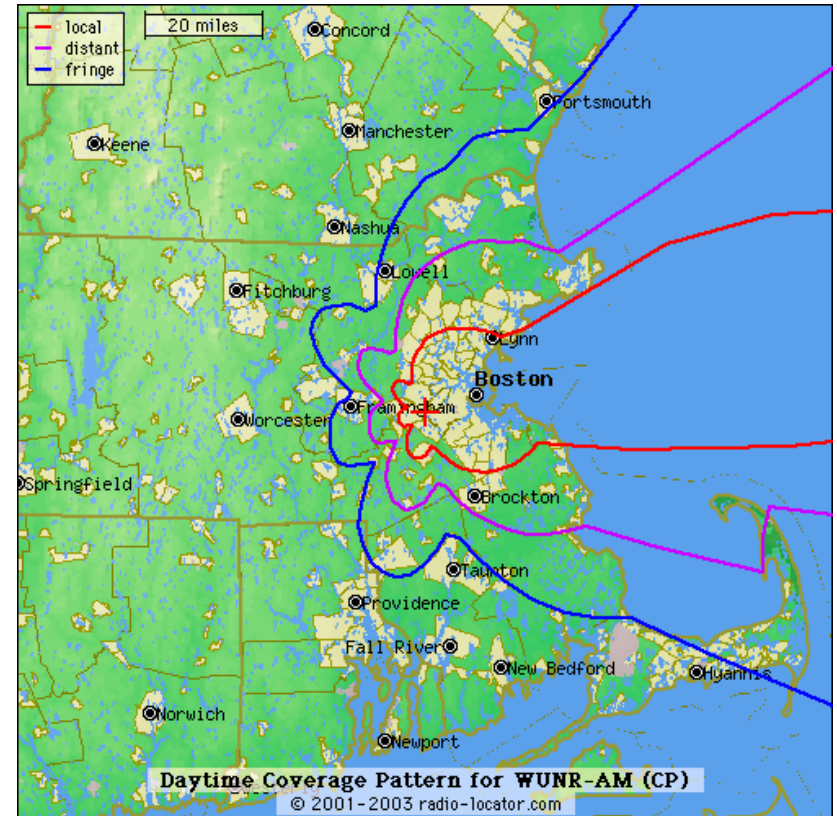 local
distant
fringe
20 miles
Concord
Portsmouth
Manchester
Keene
Nashua
Lowell
Fitchburg
Lynn
Boston
Framingham
Worcester
Springfield
Brockton
Taunton
Providence
Fall River
New Bedford
Hyannis
Norwich
Newport
Daytime Coverage Pattern for WUNR-AM (CP)
© 2001-2003 radio-locator.com